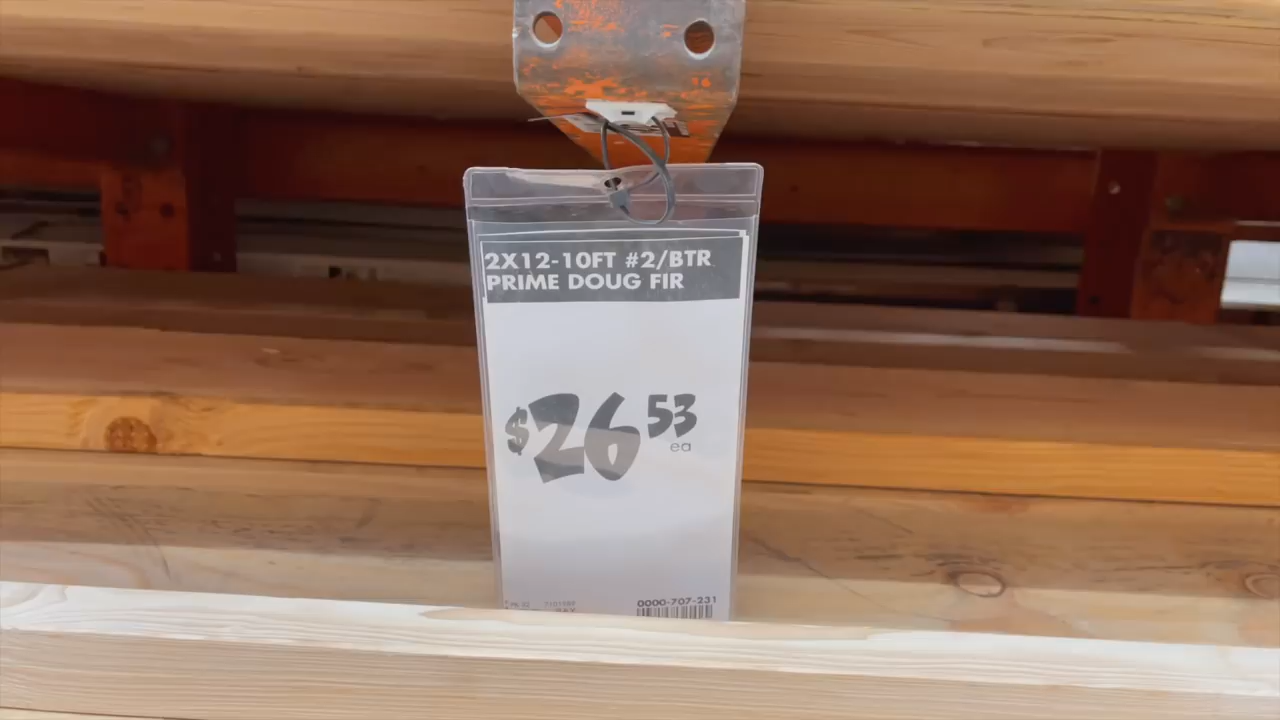 2X12-10FT #2/BTR
PRIME DOUG FIR
$26 53
ea
0000-707-231